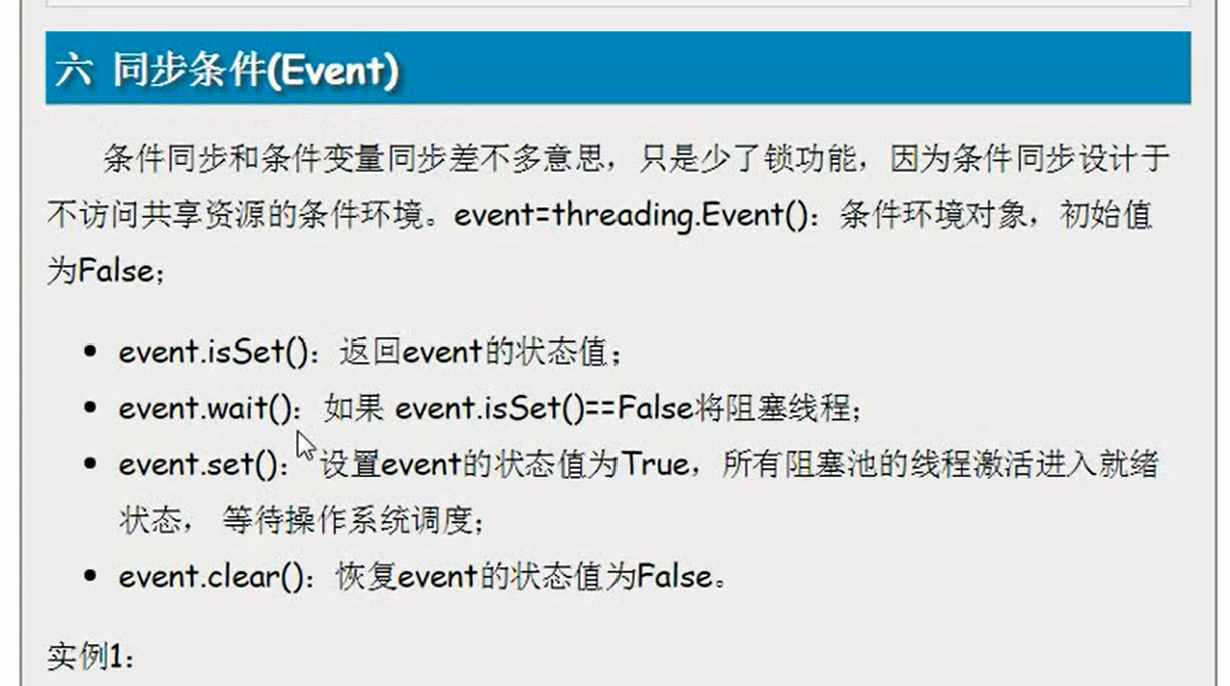 六 同步条件(Event)
条件同步和条件变量同步差不多意思，只是少了锁功能，因为条件同步设计于
不访问共享资源的条件环境。event=threading.Event()：条件环境对象，初始值
为False；
• event.isSet()：返回event的状态值；
• event.wait()：如果 event.isSet()==False将阻塞线程；
• event.set()：设置event的状态值为True，所有阻塞池的线程激活进入就绪
状态， 等待操作系统调度；
• event.clear()：恢复event的状态值为False。
实例1：